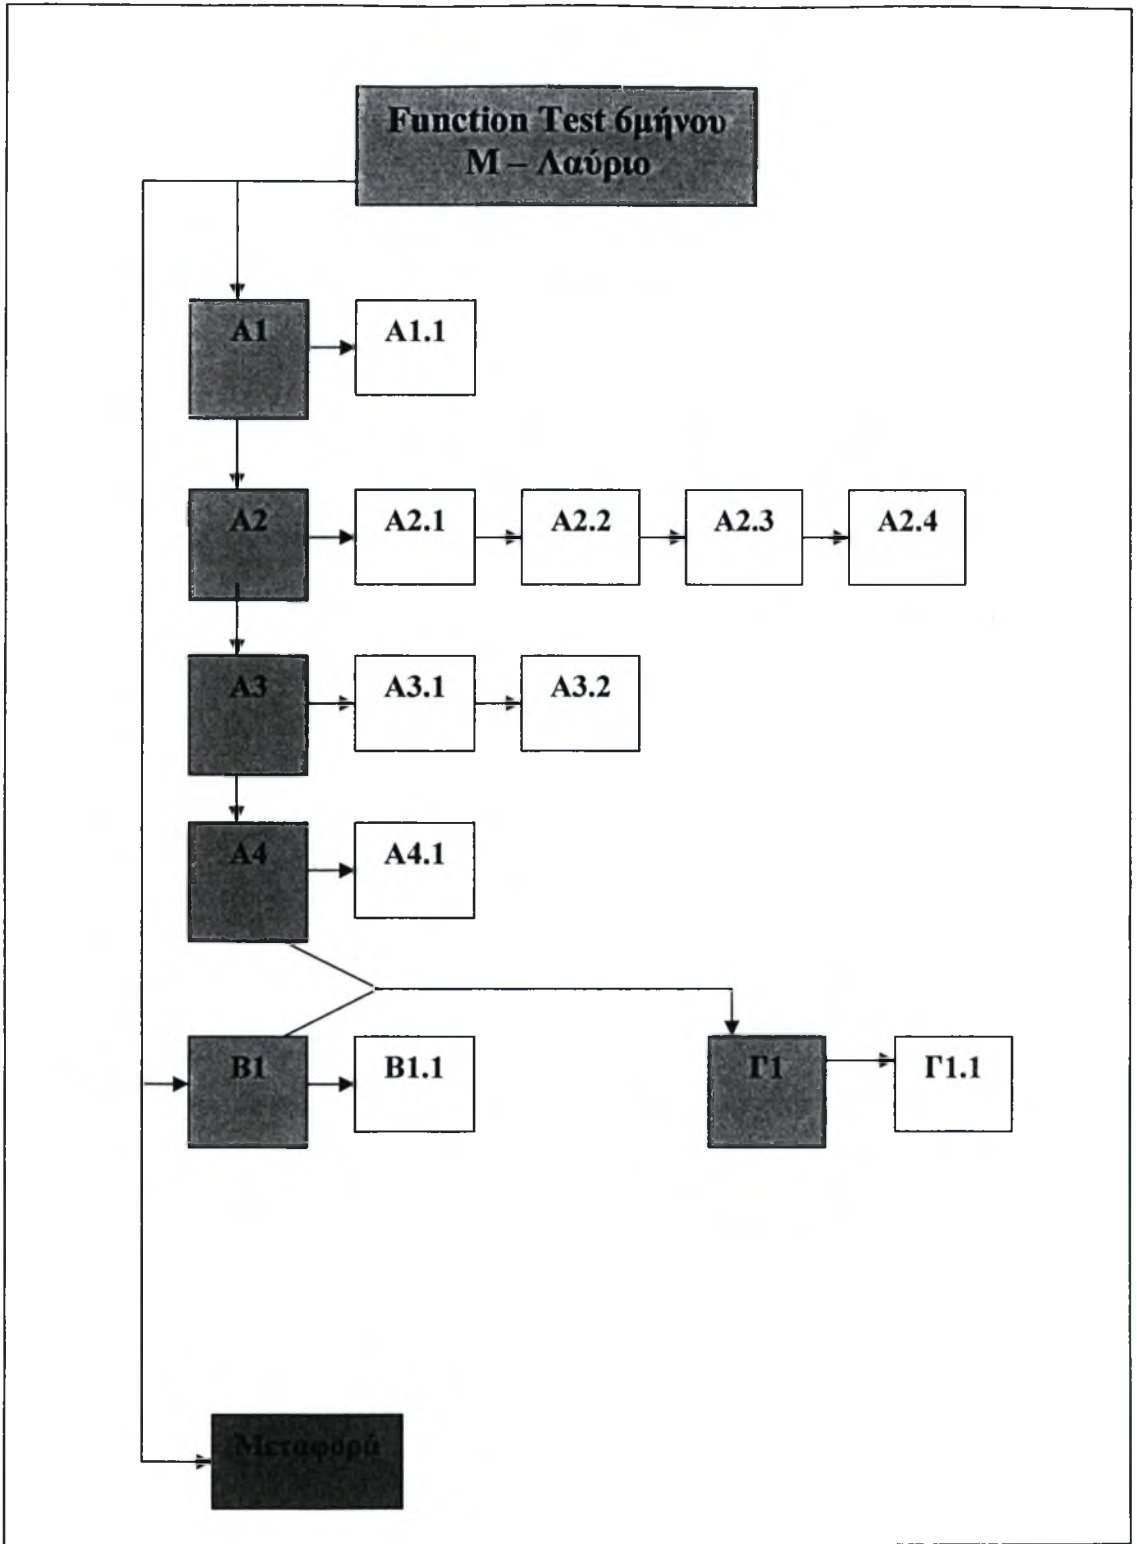 Function Test 6μήνου
Μ – Λαύριο
A1
A1.1
A2
A2.1
A2.2
A2.3
A2.4
A3
A3.1
A3.2
A4
A4.1
B1
B1.1
Γ1
Γ1.1
Μεταφορά